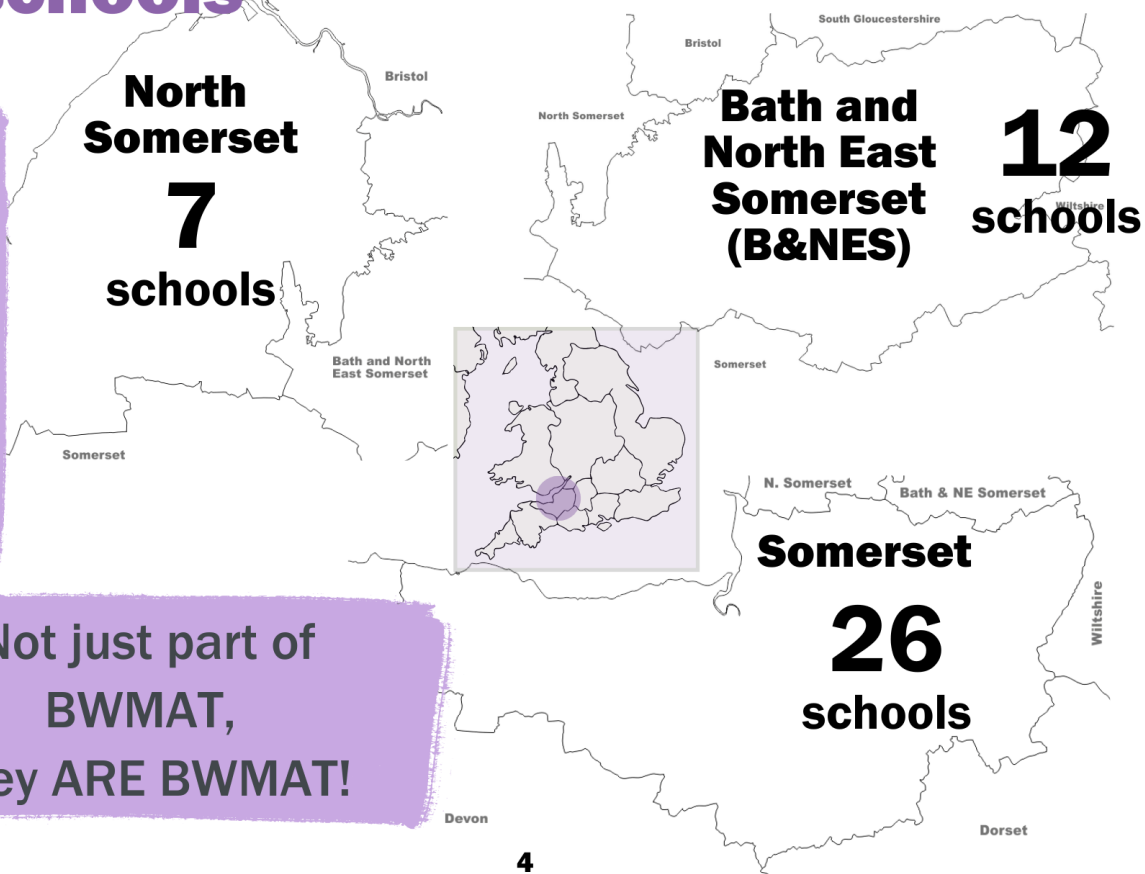 schools
North
Somerset
7
schools
Bristol
Bath and North
East Somerset
Somerset
South Gloucestershire
Bristol
North Somerset
Bath and
North East
Somerset
(B&NES)
12
schools
Wiltshire
Somerset
N. Somerset
Bath & NE Somerset
Somerset
26
schools
Wiltshire
Devon
Dorset
Not just part of
BWMAT,
ey ARE BWMAT!
4